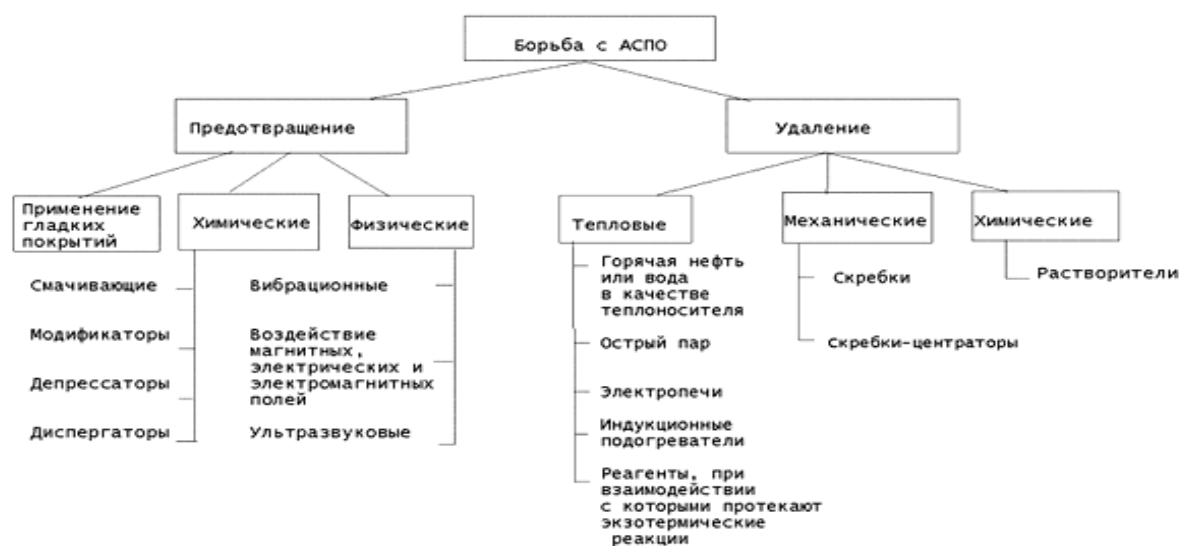 Борьба с АСПО
Предотвращение
Удаление
Применение
гладких
покрытий
Химические
Физические
Тепловые
Механические
Химические
Смачивающие
Модификаторы
Депрессаторы
Диспергаторы
Вибрационные
Воздействие
магнитных,
электрических и
электромагнитных
полей
Ультразвуковые
Горячая нефть
или вода
в качестве
теплоносителя
Острый пар
Электропечи
Индукционные
подогреватели
Реагенты, при
взаимодействии
с которыми протекают
экзотермические
реакции
Скребки
Скребки-центраторы
Растворители